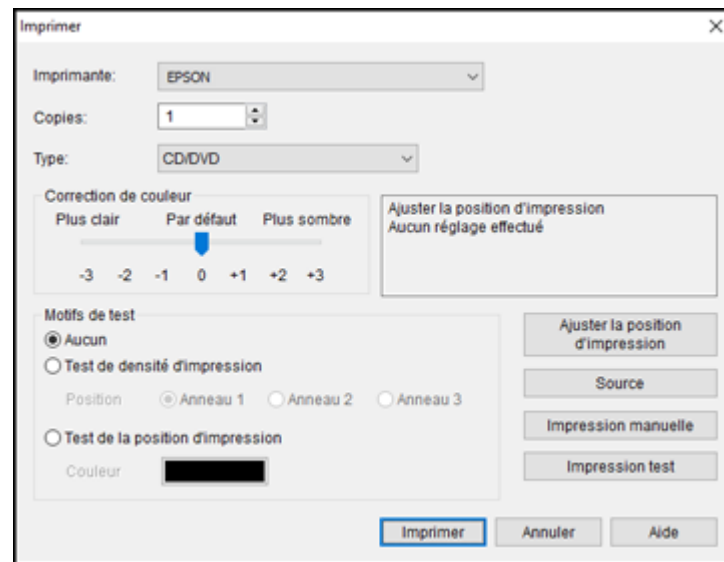 Imprimer
Imprimante: EPSON
Copies: 1
Type: CD/DVD
Correction de couleur
Plus clair Par défaut Plus sombre
-3 -2 -1 0 +1 +2 +3
Ajuster la position d'impression
Aucun réglage effectué
Motifs de test
Aucun
Test de densité d'impression
Position Anneau 1 Anneau 2 Anneau 3
Test de la position d'impression
Couleur
Ajuster la position
d'impression
Source
Impression manuelle
Impression test
Imprimer Annuler Aide